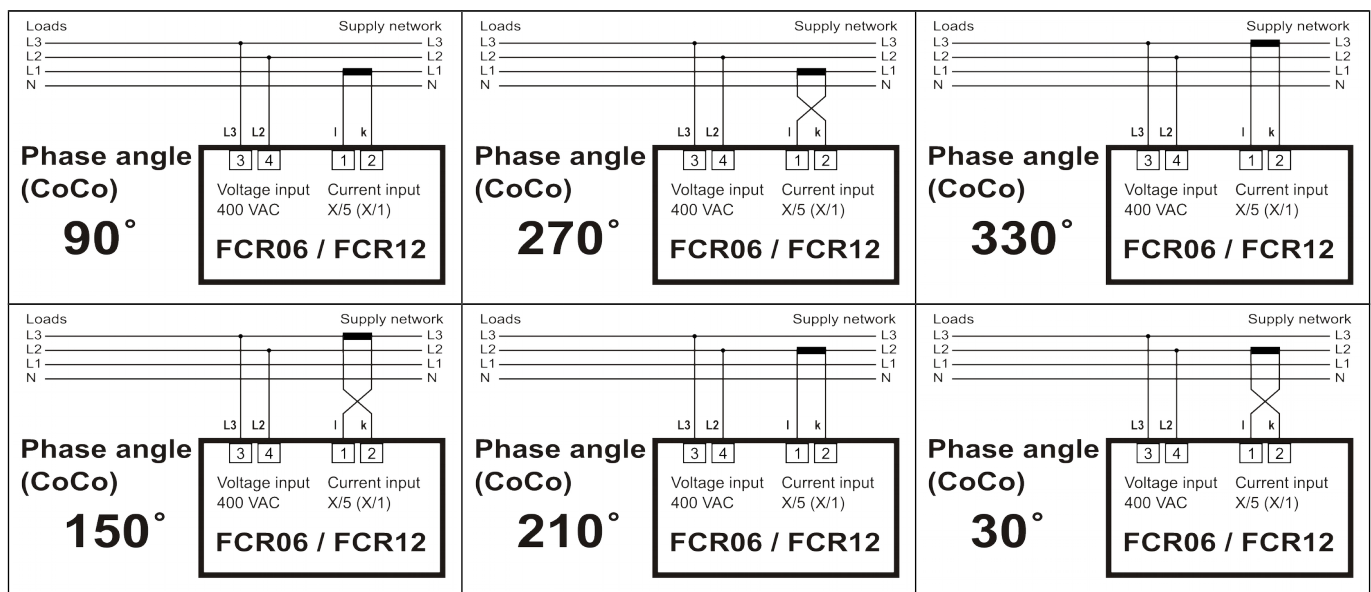 Loads Supply network
L3 L3
L2 L2
L1 L1
N N
L3 L2 l k
3 4 1 2
Phase angle
(CoCo)
90°
Voltage input Current input
400 VAC X/5 (X/1)
FCR06 / FCR12
Loads Supply network
L3 L3
L2 L2
L1 L1
N N
L3 L2 l k
3 4 1 2
Phase angle
(CoCo)
270°
Voltage input Current input
400 VAC X/5 (X/1)
FCR06 / FCR12
Loads Supply network
L3 L3
L2 L2
L1 L1
N N
L3 L2 l k
3 4 1 2
Phase angle
(CoCo)
330°
Voltage input Current input
400 VAC X/5 (X/1)
FCR06 / FCR12
Loads Supply network
L3 L3
L2 L2
L1 L1
N N
L3 L2 l k
3 4 1 2
Phase angle
(CoCo)
150°
Voltage input Current input
400 VAC X/5 (X/1)
FCR06 / FCR12
Loads Supply network
L3 L3
L2 L2
L1 L1
N N
L3 L2 l k
3 4 1 2
Phase angle
(CoCo)
210°
Voltage input Current input
400 VAC X/5 (X/1)
FCR06 / FCR12
Loads Supply network
L3 L3
L2 L2
L1 L1
N N
L3 L2 l k
3 4 1 2
Phase angle
(CoCo)
30°
Voltage input Current input
400 VAC X/5 (X/1)
FCR06 / FCR12